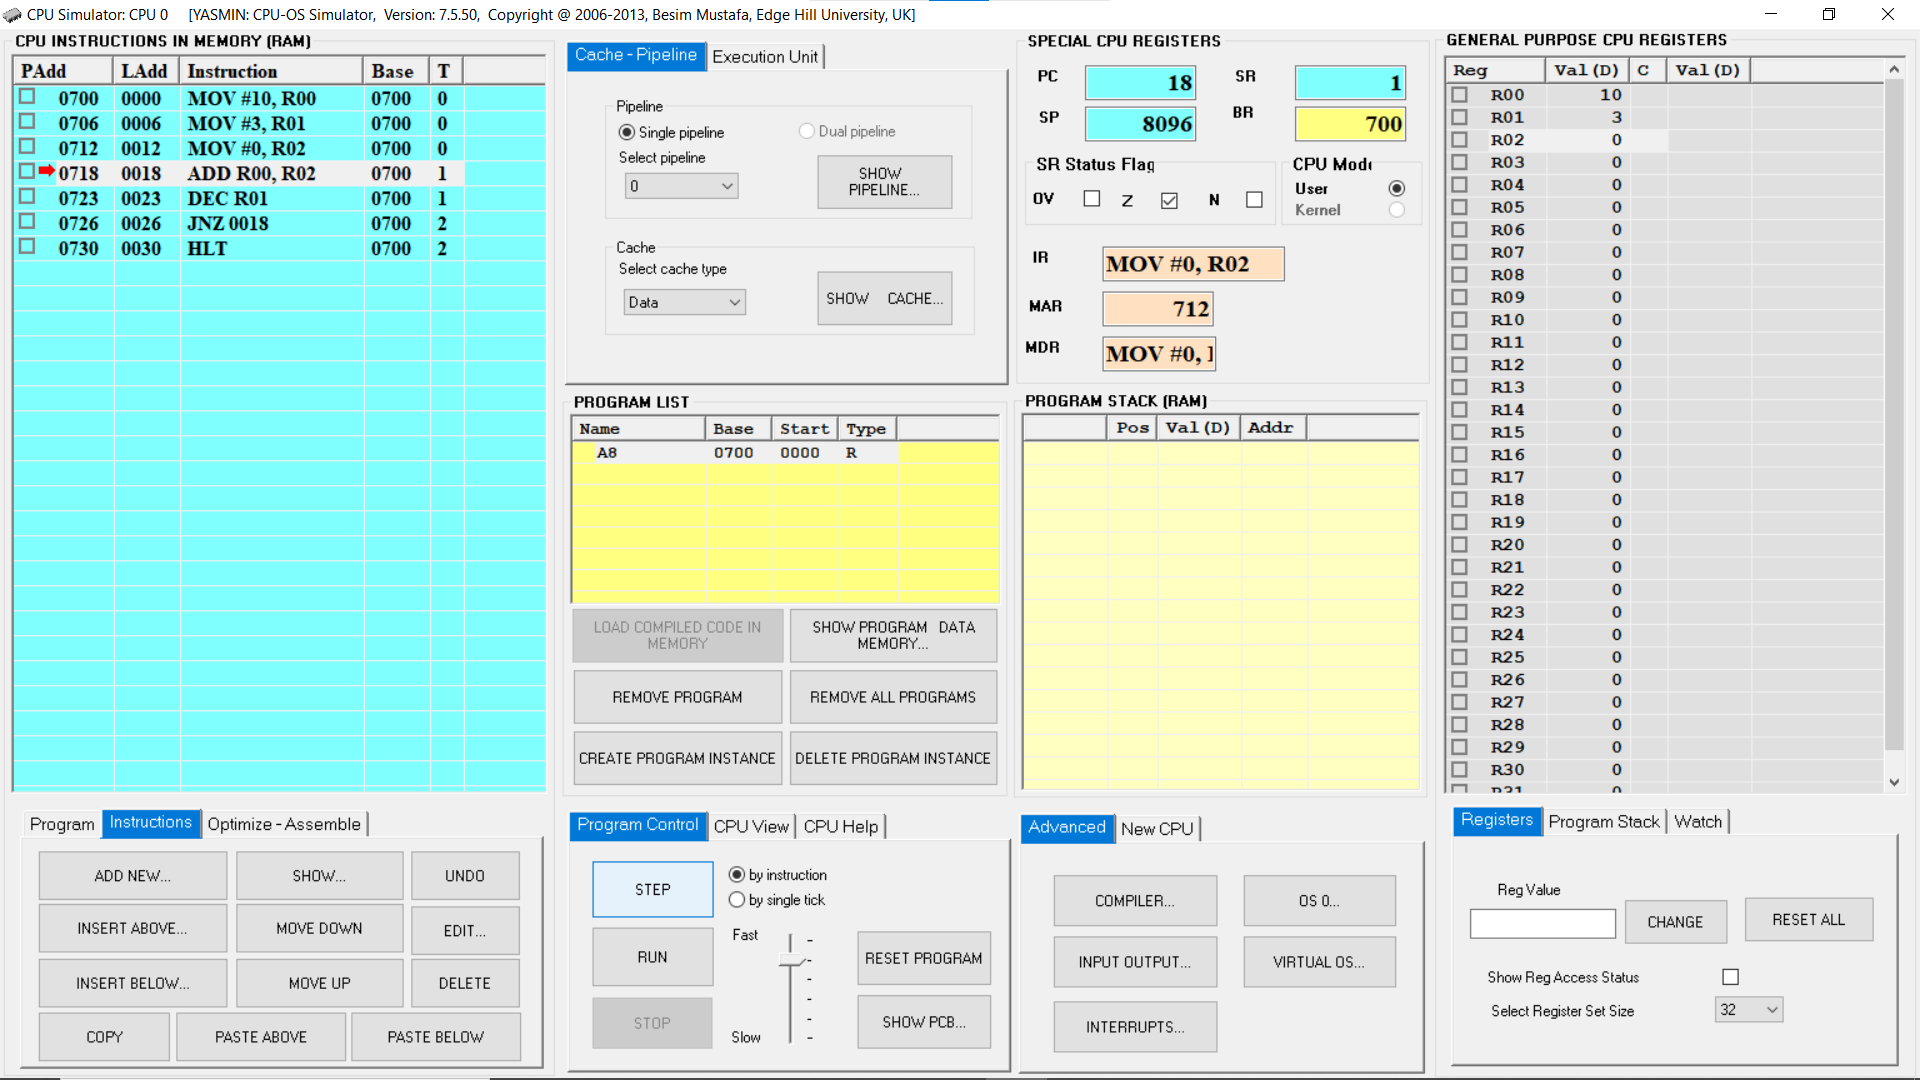 CPU Simulator: CPU 0 [YASMIN: CPU-OS Simulator, Version: 7.5.50, Copyright @ 2006-2013, Besim Mustafa, Edge Hill University, UK]
CPU INSTRUCTIONS IN MEMORY (RAM)
PAdd LAdd Instruction Base T
0700 0000 MOV #10, R00 0700 0
0706 0006 MOV #3, R01 0700 0
0712 0012 MOV #0, R02 0700 0
0718 0018 ADD R00, R02 0700 1
0723 0023 DEC R01 0700 1
0726 0026 JNZ 0018 0700 2
0730 0030 HLT 0700 2
Program Instructions Optimize - Assemble
ADD NEW... SHOW... UNDO
INSERT ABOVE... MOVE DOWN EDIT...
INSERT BELOW... MOVE UP DELETE
COPY PASTE ABOVE PASTE BELOW
Cache - Pipeline Execution Unit
Pipeline
Single pipeline Dual pipeline
Select pipeline
0
SHOW
PIPELINE...
Cache
Select cache type
Data
SHOW CACHE...
PROGRAM LIST
Name Base Start Type
A8 0700 0000 R
LOAD COMPILED CODE IN
MEMORY
SHOW PROGRAM DATA
MEMORY...
REMOVE PROGRAM REMOVE ALL PROGRAMS
CREATE PROGRAM INSTANCE DELETE PROGRAM INSTANCE
Program Control CPU View CPU Help
STEP
by instruction
by single tick
RUN
STOP
Fast
Slow
RESET PROGRAM
SHOW PCB...
SPECIAL CPU REGISTERS
PC 18 SR 1
SP 8096 BR 700
SR Status Flag
OV Z N
CPU Mode
User
Kernel
IR MOV #0, R02
MAR 712
MDR MOV #0,
PROGRAM STACK (RAM)
Pos Val (D) Addr
Advanced New CPU
COMPILER... OS 0...
INPUT OUTPUT... VIRTUAL OS...
INTERRUPTS...
GENERAL PURPOSE CPU REGISTERS
Reg Val (D) C Val (D)
R00 10
R01 3
R02 0
R03 0
R04 0
R05 0
R06 0
R07 0
R08 0
R09 0
R10 0
R11 0
R12 0
R13 0
R14 0
R15 0
R16 0
R17 0
R18 0
R19 0
R20 0
R21 0
R22 0
R23 0
R24 0
R25 0
R26 0
R27 0
R28 0
R29 0
R30 0
R31 0
Registers Program Stack Watch
Reg Value
CHANGE
RESET ALL
Show Reg Access Status
Select Register Set Size 32